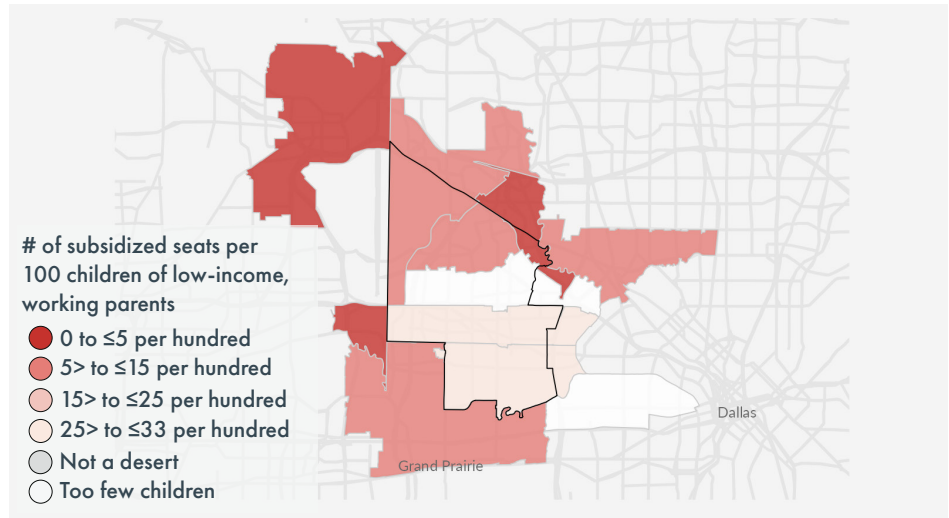 # of subsidized seats per
100 children of low-income,
working parents
0 to ≤5 per hundred
5> to ≤15 per hundred
15> to ≤25 per hundred
25> to ≤33 per hundred
Not a desert
Too few children
Dallas
Grand Prairie